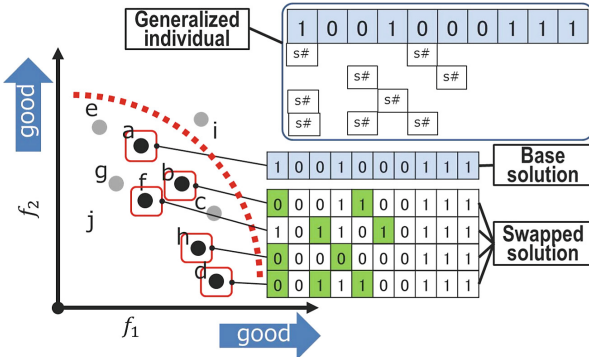 Generalized
individual
1 0 0 1 0 0 0 1 1 1
s# s#
s# s#
s# s#
s# s# s#
good
e
a
i
b
g
f
c
j
h
d
f2
f1
good
1 0 0 1 0 0 0 1 1 1
Base
solution
0 0 0 1 1 0 0 1 1 1
1 0 1 1 0 1 0 1 1 1
0 0 0 0 0 0 0 1 1 1
0 0 1 1 1 0 0 1 1 1
Swapped
solution